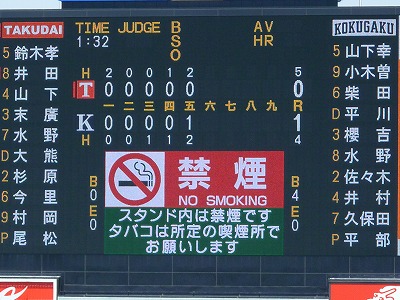 TAKUDAI
TIME JUDGE B S O AV HR
1:32
KOKUGAKU
5 鈴木孝
8 井田
4 山下
3 末廣
7 水野
D 大熊
2 杉原
6 今里
9 村岡
P 尾松
H 2 0 0 1 2 5
T 0 0 0 0 0 0
一 二 三 四 五 六 七 八 九 R
K 0 0 0 0 1 1
H 0 0 0 1 2 4
B 0 E 0
B 4 E 0
禁煙
NO SMOKING
スタンド内は禁煙です
タバコは所定の喫煙所で
お願いします
5 山下幸
9 小木曽
6 柴田
D 平川
3 櫻吉
8 水野
2 佐々木
4 井村
7 久保田
P 平部